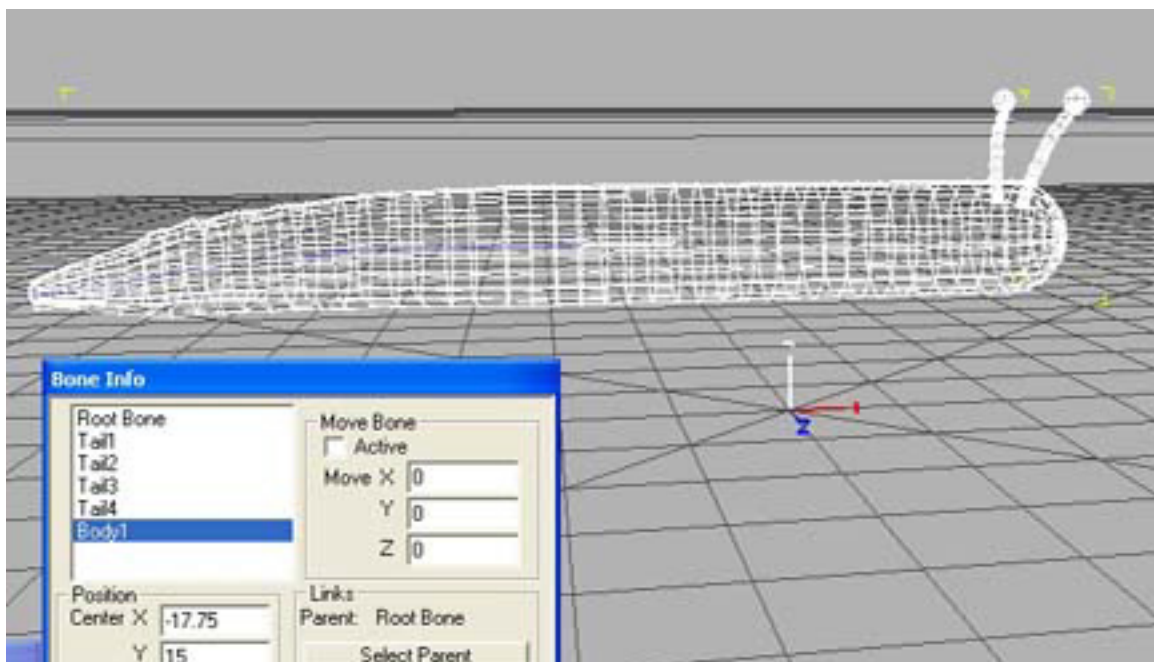 Bone Info
Root Bone
Tail1
Tail2
Tail3
Tail4
Body1
Move Bone
Active
Move X 0
Y 0
Z 0
Position
Center X -17.75
Y 15
Links
Parent: Root Bone
Select Parent
Z